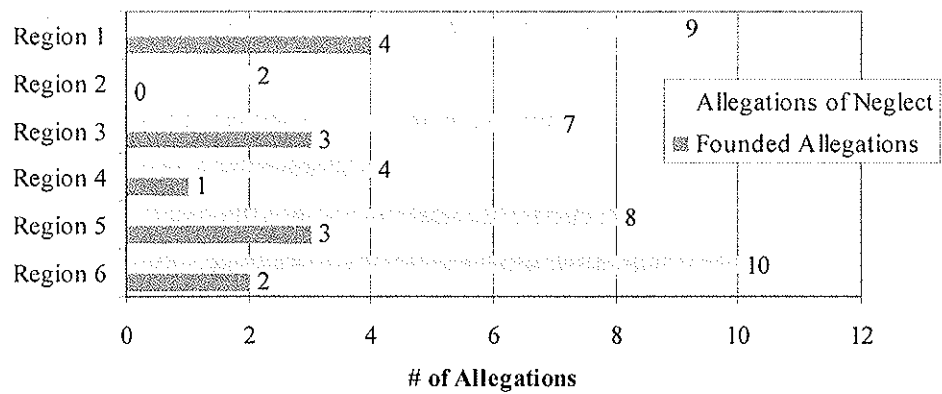 Region 1
9
4
Region 2
2
0
Region 3
7
3
Region 4
4
1
Region 5
8
3
Region 6
10
2
Allegations of Neglect
Founded Allegations
0 2 4 6 8 10 12
# of Allegations